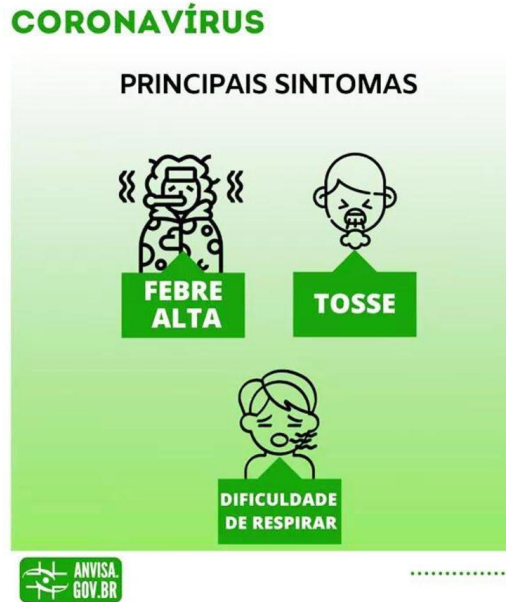 CORONAVÍRUS
PRINCIPAIS SINTOMAS
FEBRE
ALTA
TOSSE
DIFICULDADE
DE RESPIRAR
ANVISA.
GOV.BR